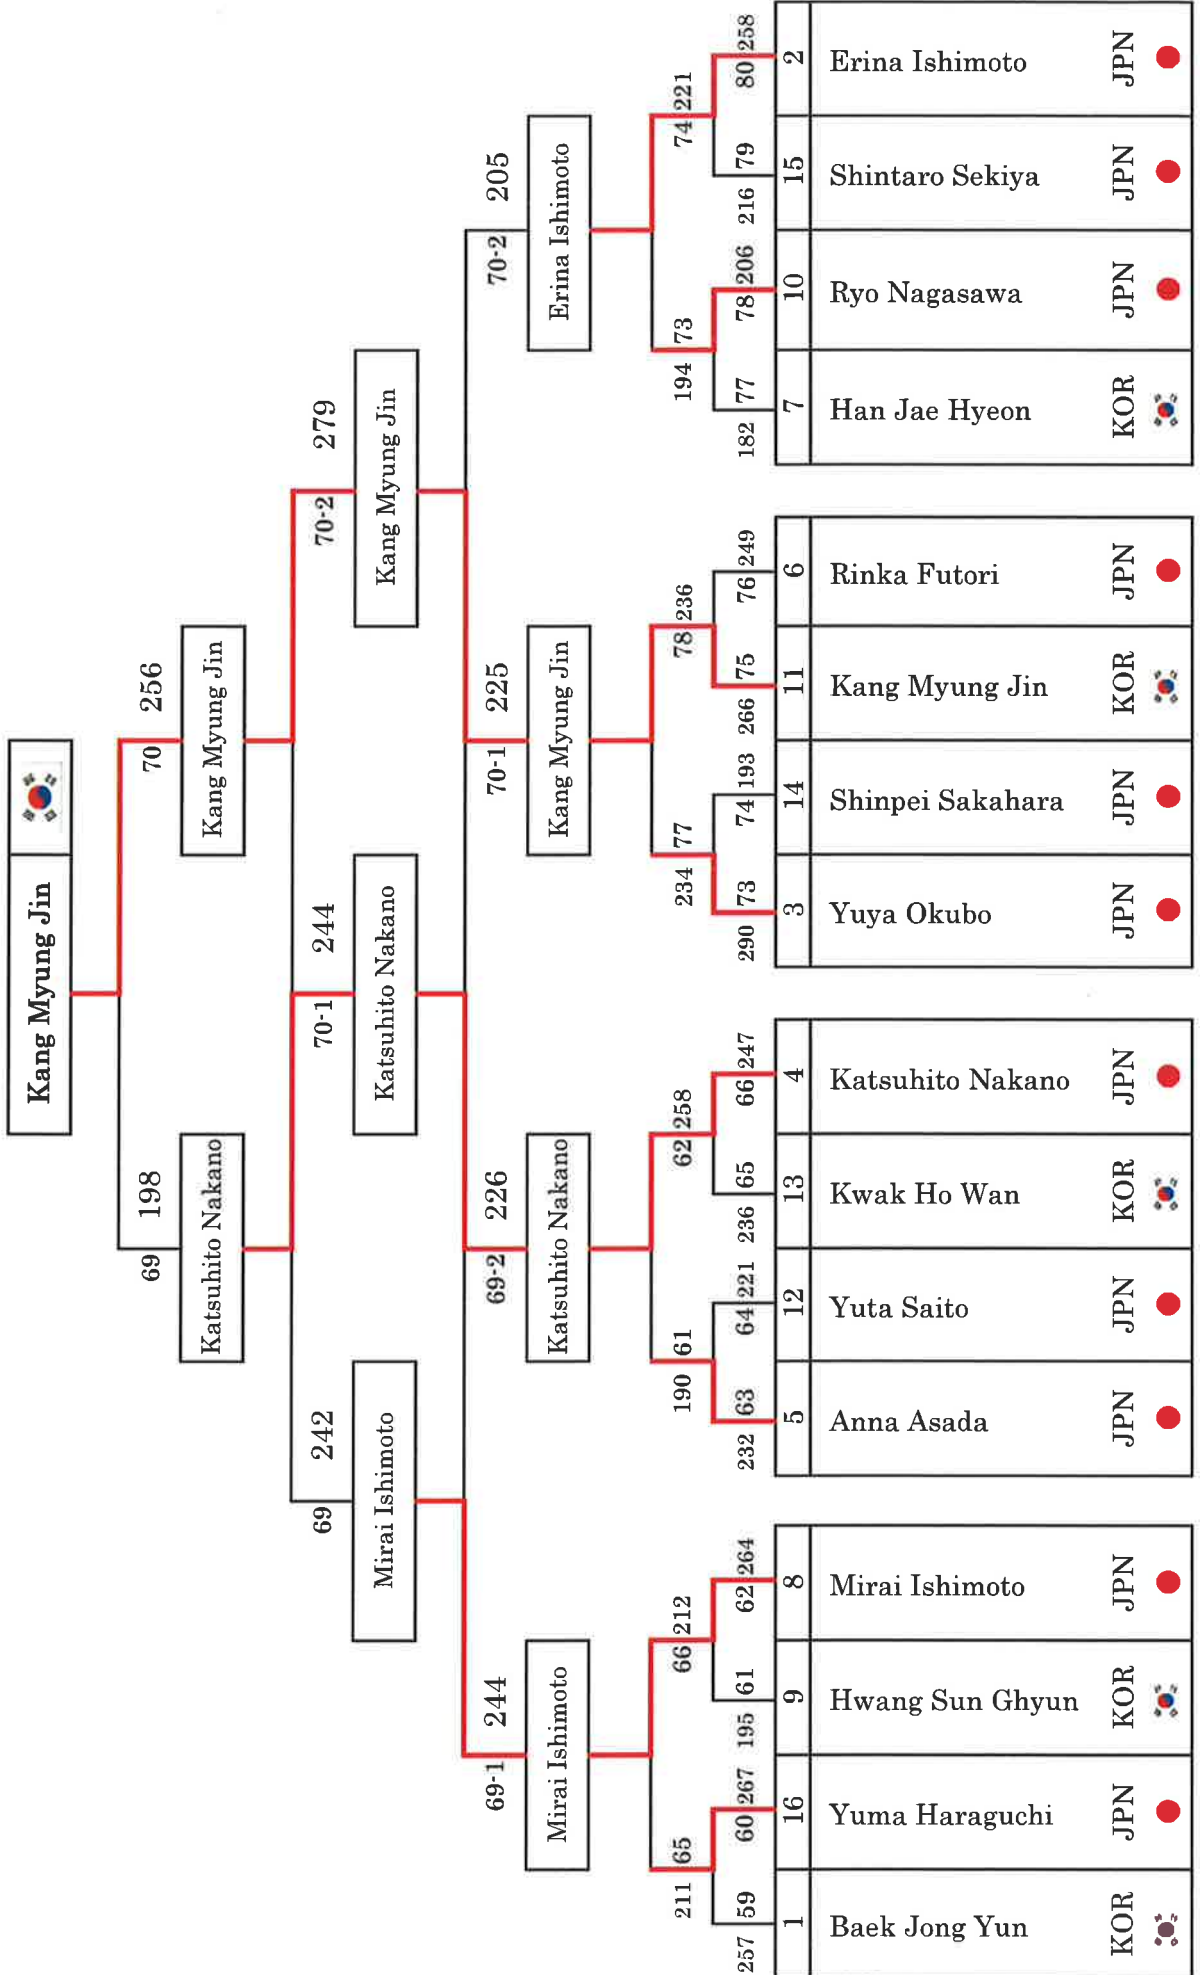 Kang Myung Jin
256
70
Kang Myung Jin
198
69
Katsuhito Nakano
279
70-2
Kang Myung Jin
244
70-1
Katsuhito Nakano
242
69
Mirai Ishimoto
205
70-2
Erina Ishimoto
225
70-1
Kang Myung Jin
226
69-2
Katsuhito Nakano
244
69-1
Mirai Ishimoto
74 221
194 73
78 236
234 77
62 258
190 61
66 212
211 65
80 258
2 Erina Ishimoto JPN
216 79
15 Shintaro Sekiya JPN
78 206
10 Ryo Nagasawa JPN
182 77
7 Han Jae Hyeon KOR
76 249
6 Rinka Futori JPN
266 75
11 Kang Myung Jin KOR
74 193
14 Shinpei Sakahara JPN
290 73
3 Yuya Okubo JPN
66 247
4 Katsuhito Nakano JPN
236 65
13 Kwak Ho Wan KOR
64 221
12 Yuta Saito JPN
232 63
5 Anna Asada JPN
62 264
8 Mirai Ishimoto JPN
195 61
9 Hwang Sun Ghyun KOR
60 267
16 Yuma Haraguchi JPN
257 59
1 Baek Jong Yun KOR